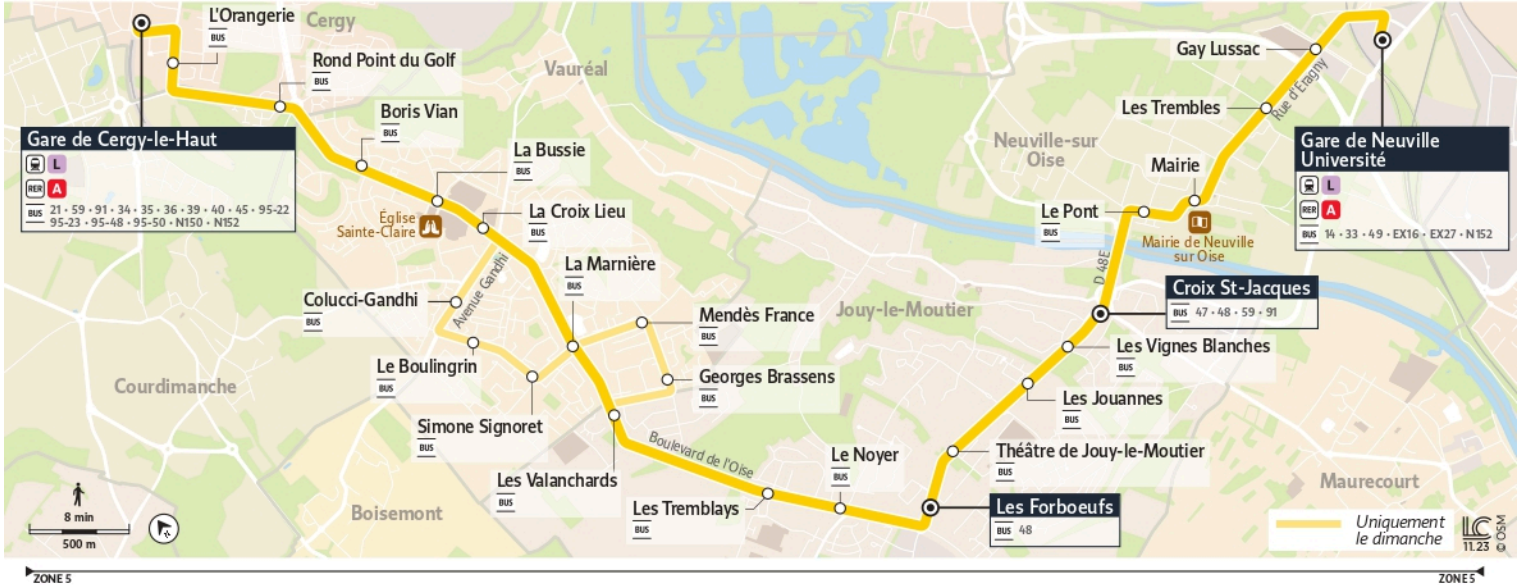 L'Orangerie
BUS
Cergy
Rond Point du Golf
BUS
Vauréal
Boris Vian
BUS
Gare de Cergy-le-Haut
L
RER A
BUS 21 • 59 • 91 • 34 • 35 • 36 • 39 • 40 • 45 • 95-22
95-23 • 95-48 • 95-50 • N150 • N152
La Bussie
BUS
Église
Sainte-Claire
La Croix Lieu
BUS
La Marnière
BUS
Colucci-Gandhi
BUS
Avenue Gandhi
Mendès France
BUS
Le Boulingrin
BUS
Georges Brassens
BUS
Courdimanche
Simone Signoret
BUS
Boulevard de l'Oise
Les Valanchards
BUS
Les Tremblays
BUS
Le Noyer
BUS
Boisemont
Gay Lussac
Rue d'Eragny
Les Trembles
Neuville-sur
Oise
Mairie
Gare de Neuville
Université
L
RER A
BUS 14 • 33 • 49 • EX16 • EX27 • N152
Le Pont
BUS
Mairie de Neuville
sur Oise
D 48E
Croix St-Jacques
BUS 47 • 48 • 59 • 91
Jouy-le-Moutier
Les Vignes Blanches
BUS
Les Jouannes
BUS
Théâtre de Jouy-le-Moutier
BUS
Les Forboeufs
BUS 48
Maurecourt
8 min
500 m
Uniquement
le dimanche
LC
11.23
© OSM
ZONE 5
ZONE 5